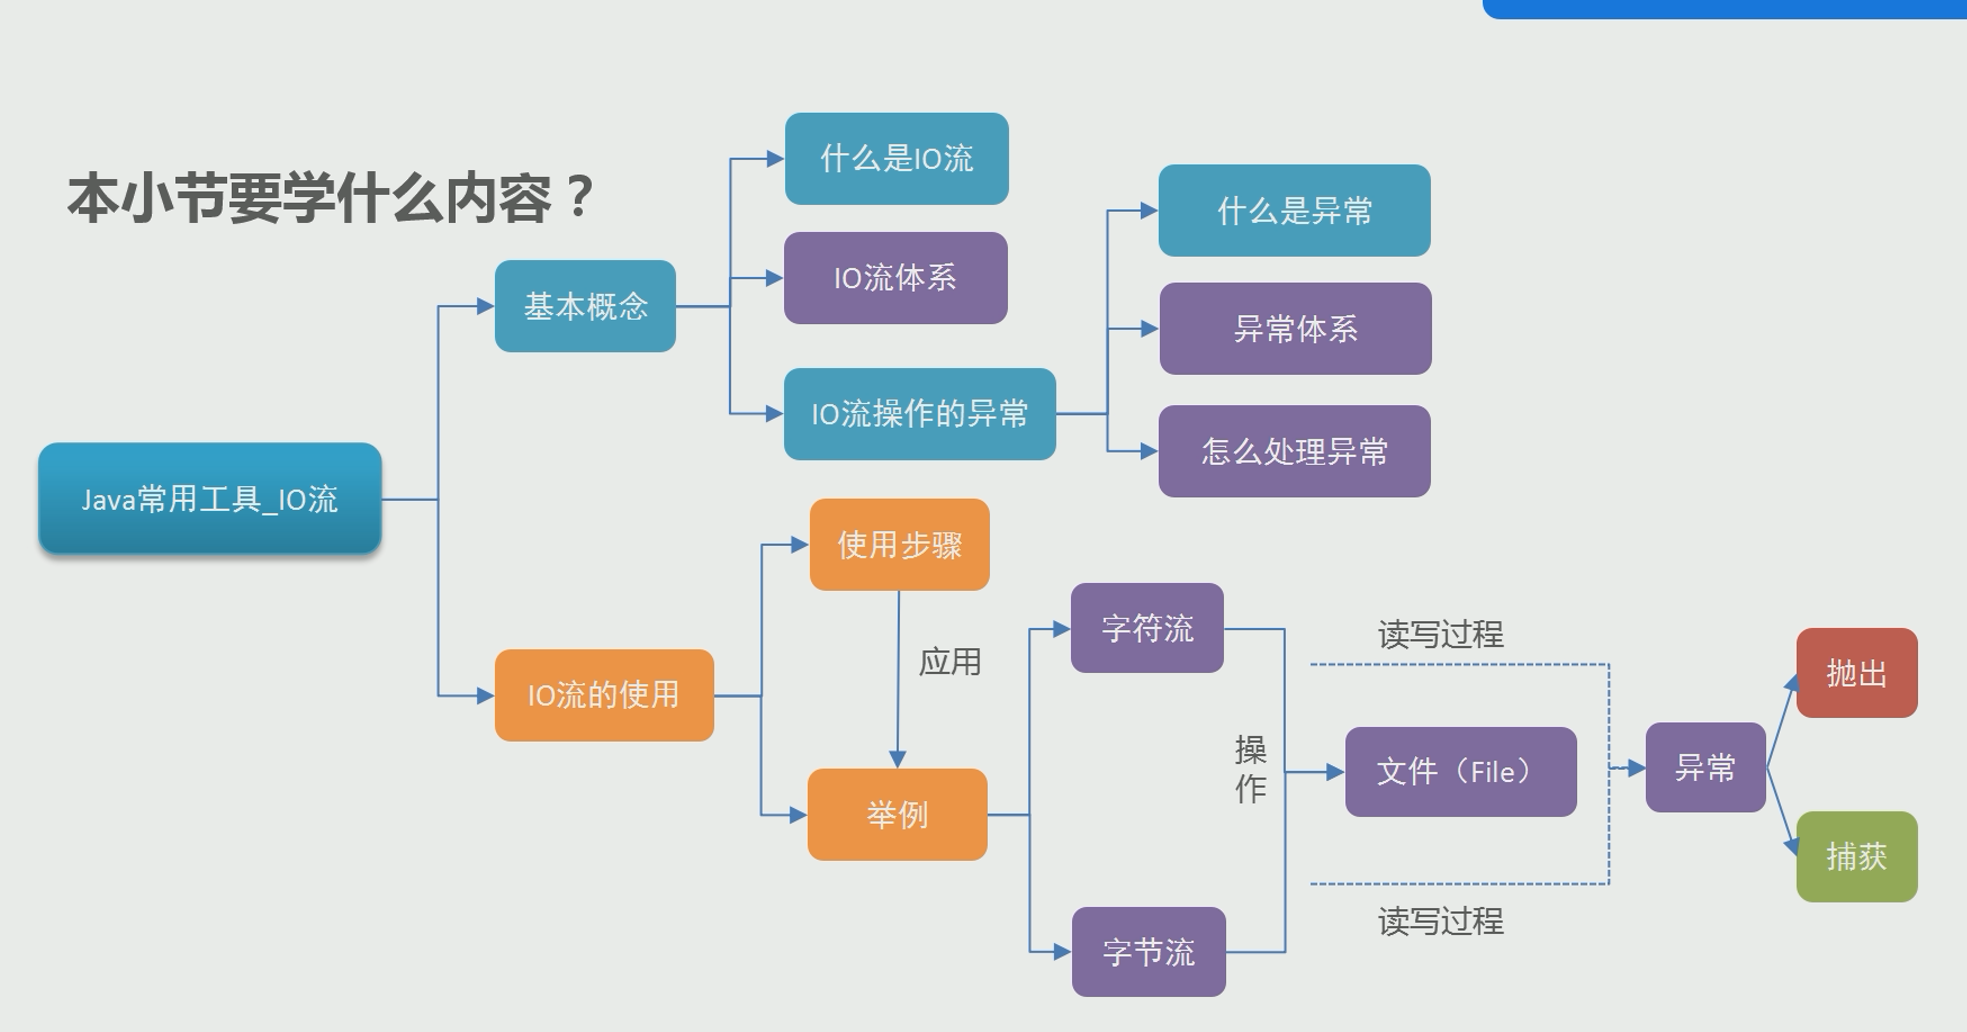 本小节要学什么内容？
Java常用工具_IO流
基本概念
什么是IO流
IO流体系
IO流操作的异常
什么是异常
异常体系
怎么处理异常
IO流的使用
使用步骤
应用
举例
字符流
字节流
操
作
读写过程
文件（File）
读写过程
异常
抛出
捕获